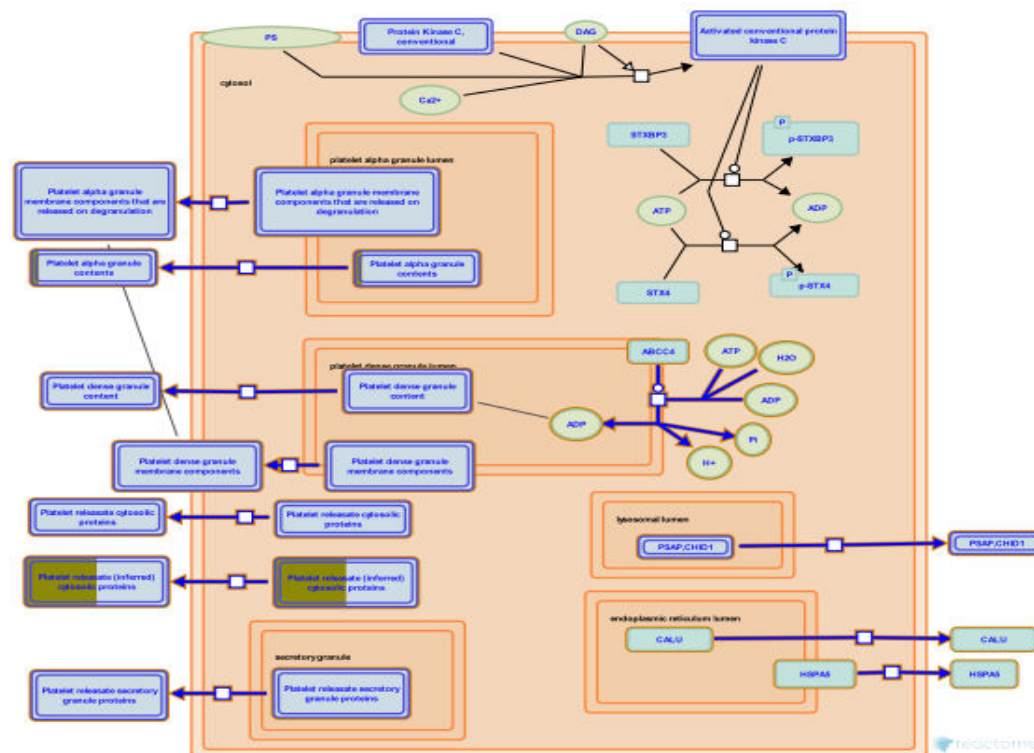 PS
Protein Kinase C,
conventional
DAG
Activated conventional protein
kinase C
cytosol
Ca2+
STXBP3
P
p-STXBP3
platelet alpha granule lumen
Platelet alpha granule
membrane components that are
released on degranulation
Platelet alpha granule membrane
components that are released on
degranulation
ATP
ADP
Platelet alpha granule
contents
Platelet alpha granule
contents
STX4
P
p-STX4
platelet dense granule lumen
ABCC4
ATP
H2O
Platelet dense granule
content
Platelet dense granule
content
ADP
ADP
Pi
H+
Platelet dense granule
membrane components
Platelet dense granule
membrane components
Platelet releasate cytosolic
proteins
Platelet releasate cytosolic
proteins
lysosomal lumen
PSAP,CHID1
PSAP,CHID1
Platelet releasate (inferred)
cytosolic proteins
Platelet releasate (inferred)
cytosolic proteins
endoplasmic reticulum lumen
CALU
CALU
secretory granule
HSPA5
HSPA5
Platelet releasate secretory
granule proteins
Platelet releasate secretory
granule proteins
reactome